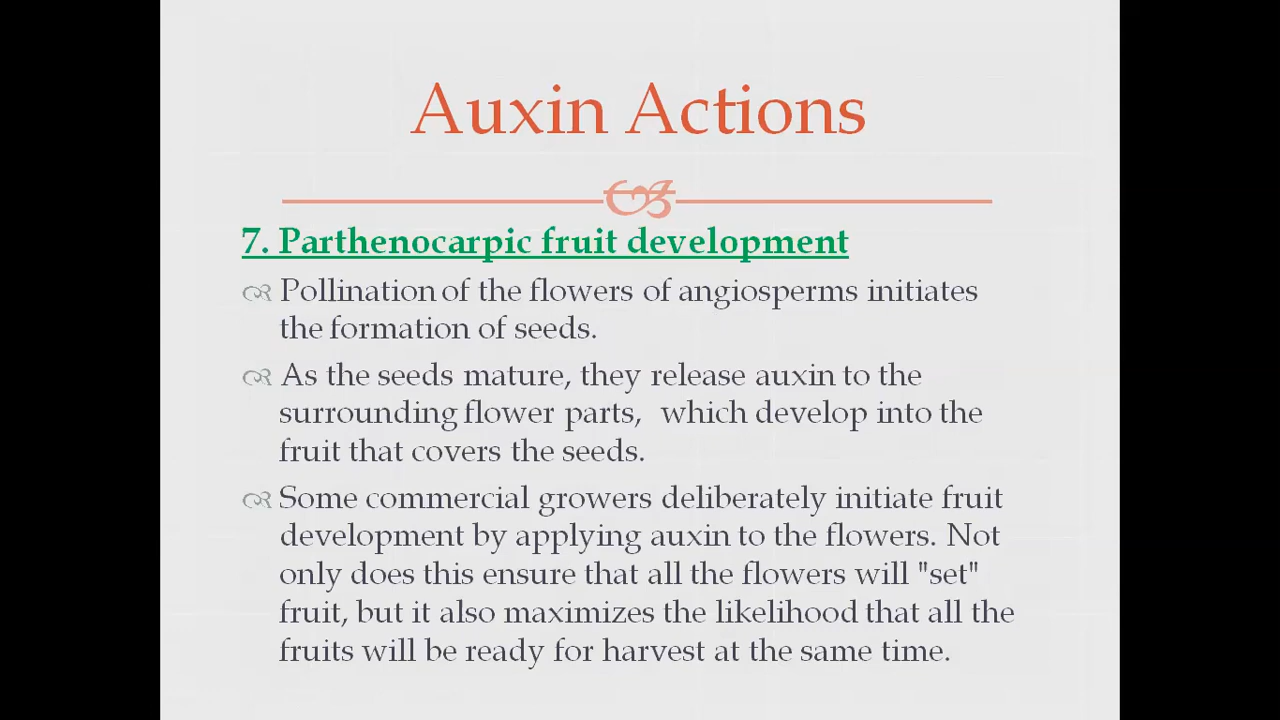 Auxin Actions
7. Parthenocarpic fruit development
Pollination of the flowers of angiosperms initiates
the formation of seeds.
As the seeds mature, they release auxin to the
surrounding flower parts, which develop into the
fruit that covers the seeds.
Some commercial growers deliberately initiate fruit
development by applying auxin to the flowers. Not
only does this ensure that all the flowers will "set"
fruit, but it also maximizes the likelihood that all the
fruits will be ready for harvest at the same time.